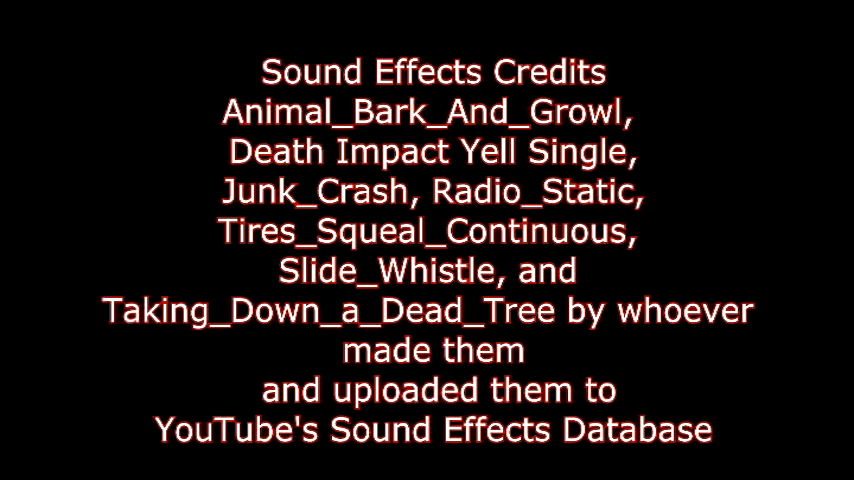 Sound Effects Credits
Animal_Bark_And_Growl,
Death Impact Yell Single,
Junk_Crash, Radio_Static,
Tires_Squeal_Continuous,
Slide_Whistle, and
Taking_Down_a_Dead_Tree by whoever
made them
and uploaded them to
YouTube's Sound Effects Database